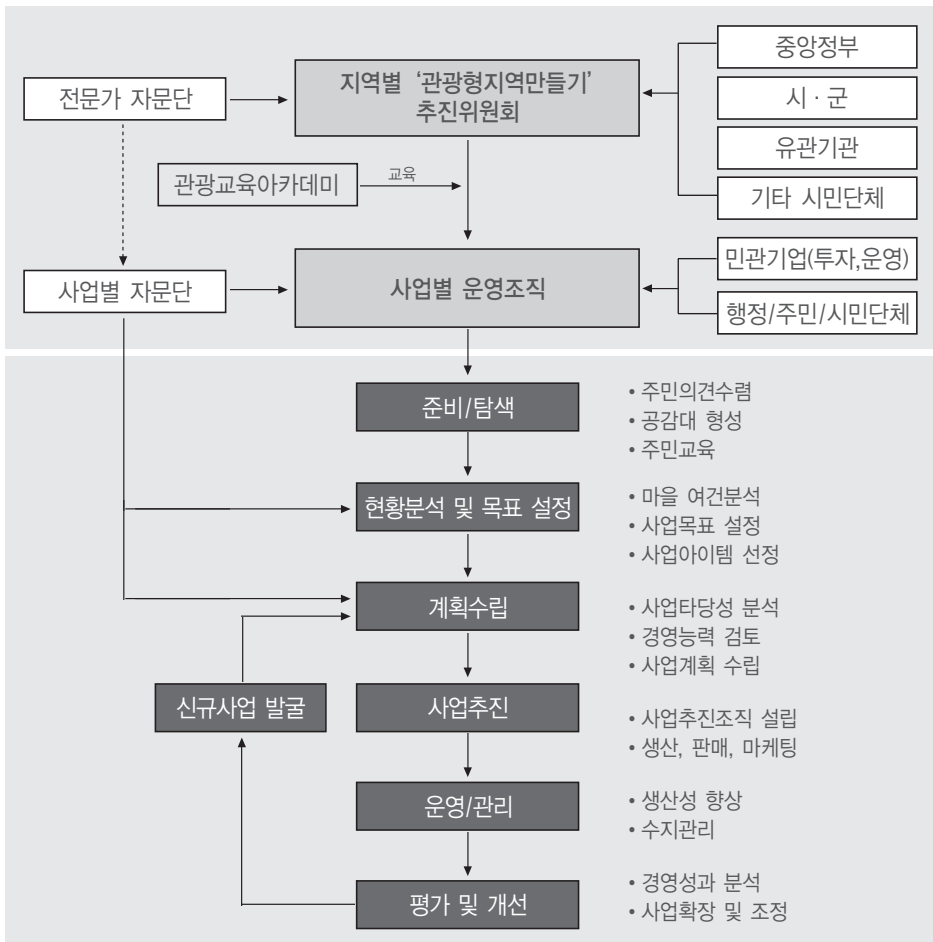 중앙정부
전문가 자문단
지역별 ‘관광형지역만들기’
추진위원회
시 · 군
유관기관
관광교육아카데미
교육
기타 시민단체
사업별 자문단
사업별 운영조직
민관기업(투자,운영)
행정/주민/시민단체
준비/탐색
• 주민의견수렴
• 공감대 형성
• 주민교육
현황분석 및 목표 설정
• 마을 여건분석
• 사업목표 설정
• 사업아이템 선정
계획수립
• 사업타당성 분석
• 경영능력 검토
• 사업계획 수립
신규사업 발굴
사업추진
• 사업추진조직 설립
• 생산, 판매, 마케팅
운영/관리
• 생산성 향상
• 수지관리
평가 및 개선
• 경영성과 분석
• 사업확장 및 조정